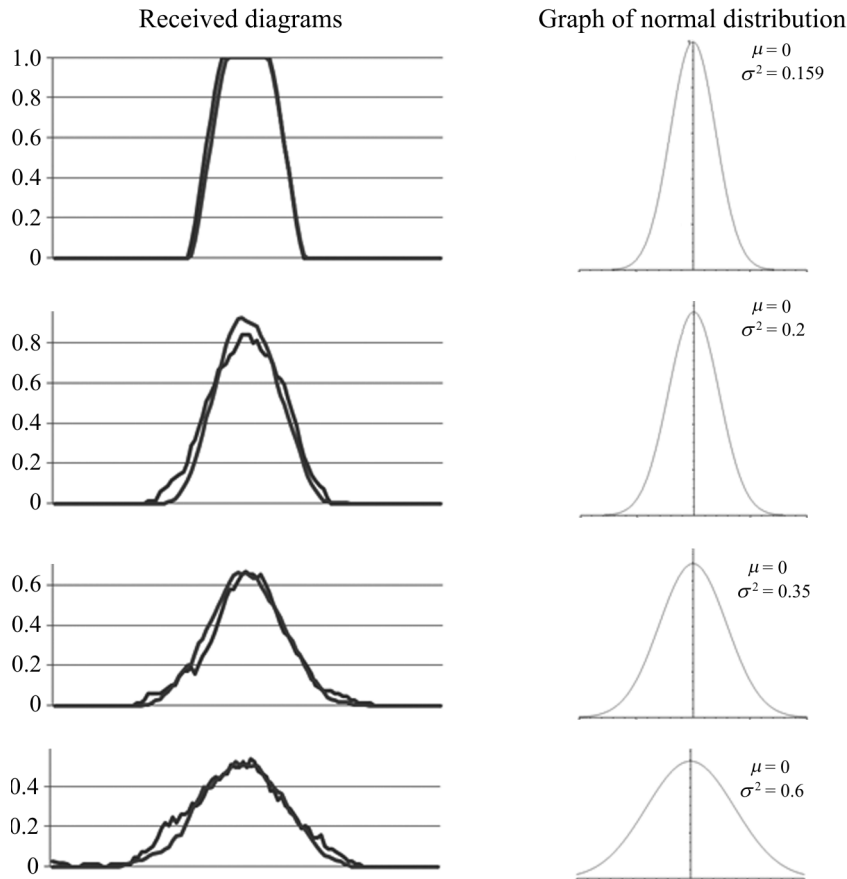 Received diagrams
Graph of normal distribution
1.0
0.8
0.6
0.4
0.2
0
μ = 0
σ² = 0.159
0.8
0.6
0.4
0.2
0
μ = 0
σ² = 0.2
0.6
0.4
0.2
0
μ = 0
σ² = 0.35
0.4
0.2
0
μ = 0
σ² = 0.6